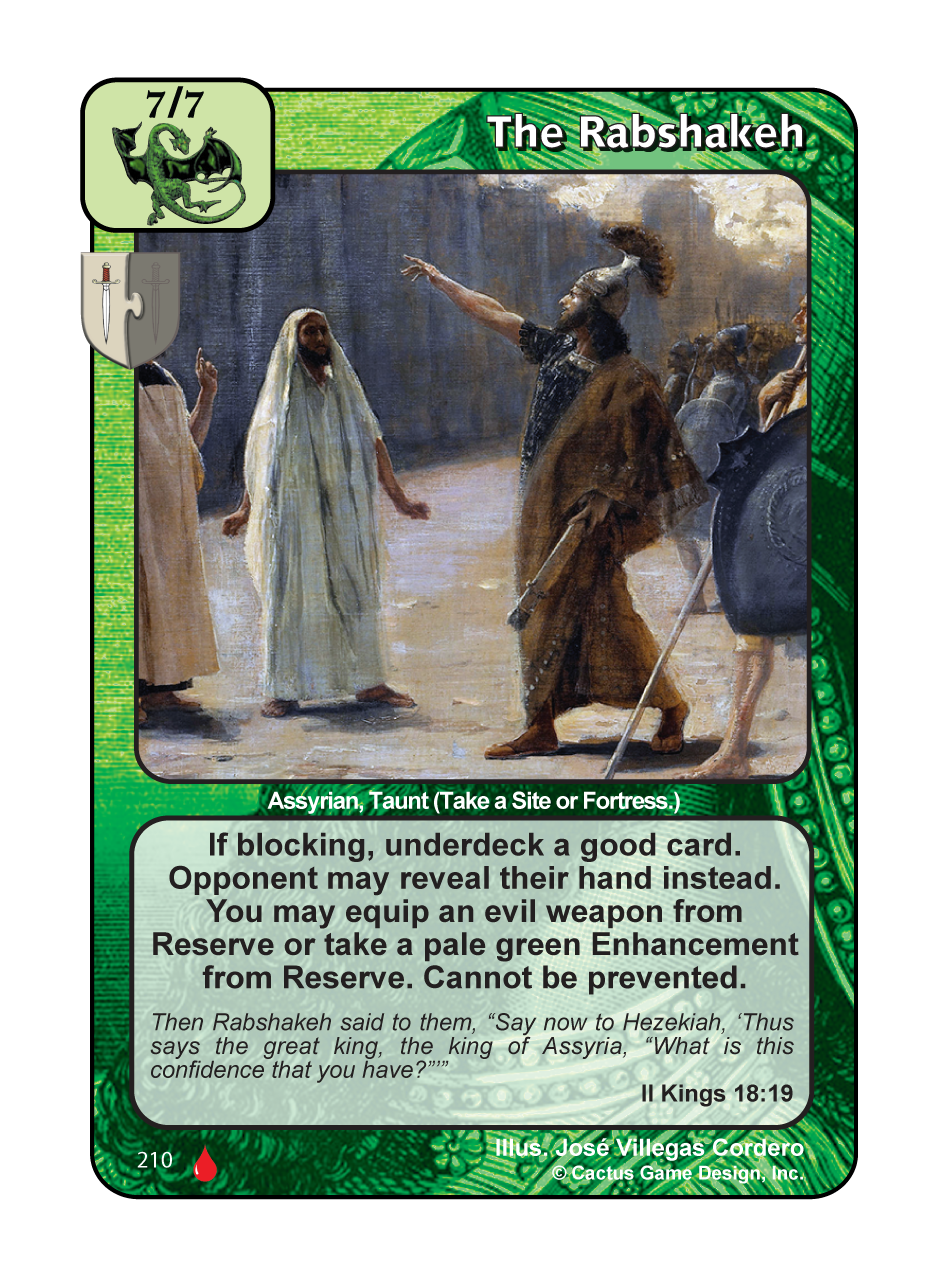 7/7
The Rabshakeh
Assyrian, Taunt (Take a Site or Fortress.)
If blocking, underdeck a good card.
Opponent may reveal their hand instead.
You may equip an evil weapon from
Reserve or take a pale green Enhancement
from Reserve. Cannot be prevented.
Then Rabshakeh said to them, “Say now to Hezekiah, ‘Thus
says the great king, the king of Assyria, “What is this
confidence that you have?”’”
II Kings 18:19
210
Illus. José Villegas Cordero
© Cactus Game Design, Inc.